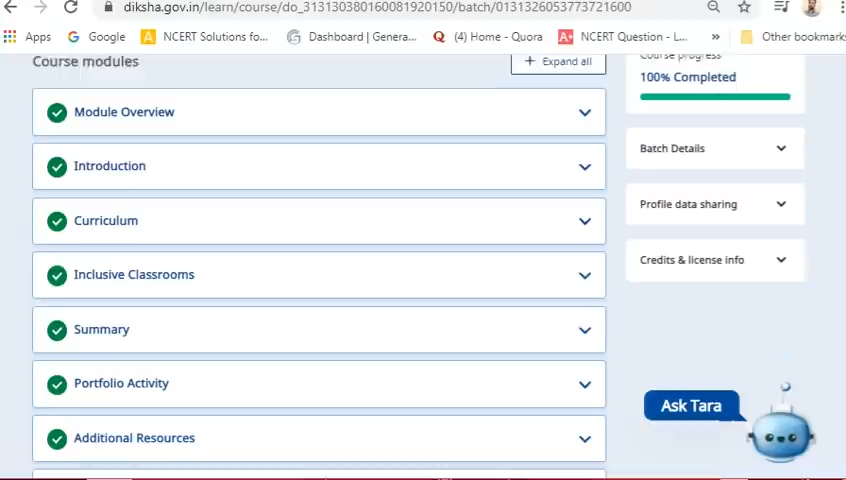 diksha.gov.in/learn/course/do_31313038016008192​0150/batch/0131326053773721600
Apps Google NCERT Solutions fo... Dashboard | Genera... (4) Home - Quora NCERT Question - L... » Other bookmarks
Course modules
+ Expand all
Course progress
100% Completed
Module Overview
Introduction
Curriculum
Inclusive Classrooms
Summary
Portfolio Activity
Additional Resources
Batch Details
Profile data sharing
Credits & license info
Ask Tara